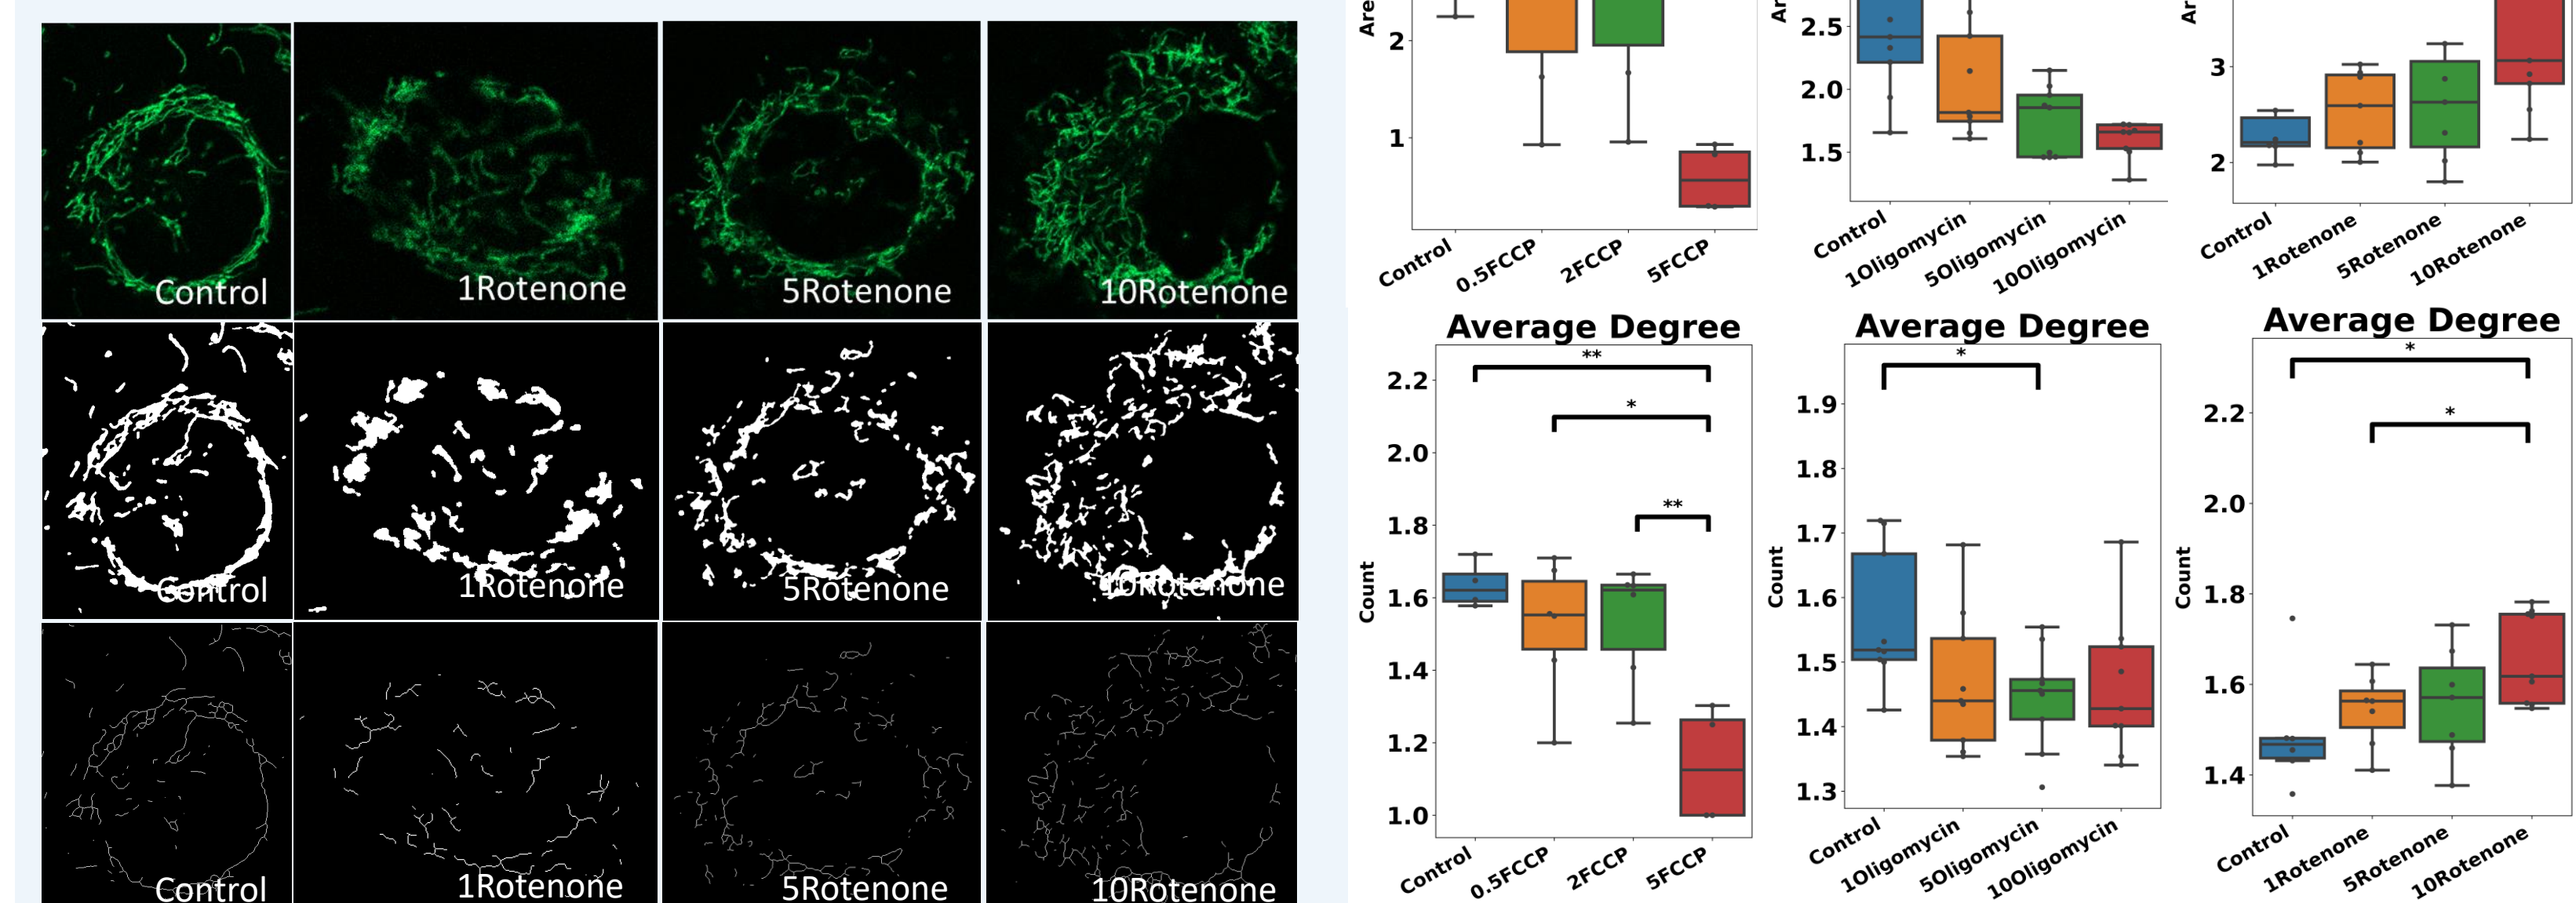 Control
1Rotenone
5Rotenone
10Rotenone
Control
1Rotenone
5Rotenone
10Rotenone
Control
1Rotenone
5Rotenone
10Rotenone
2
1
Control
0.5FCCP
2FCCP
5FCCP
2.5
2.0
1.5
Control
1Oligomycin
5Oligomycin
10Oligomycin
3
2
Control
1Rotenone
5Rotenone
10Rotenone
Average Degree
**
*
**
2.2
2.0
1.8
1.6
1.4
1.2
1.0
Count
Control
0.5FCCP
2FCCP
5FCCP
Average Degree
*
1.9
1.8
1.7
1.6
1.5
1.4
1.3
Count
Control
1Oligomycin
5Oligomycin
10Oligomycin
Average Degree
*
*
2.2
2.0
1.8
1.6
1.4
Count
Control
1Rotenone
5Rotenone
10Rotenone